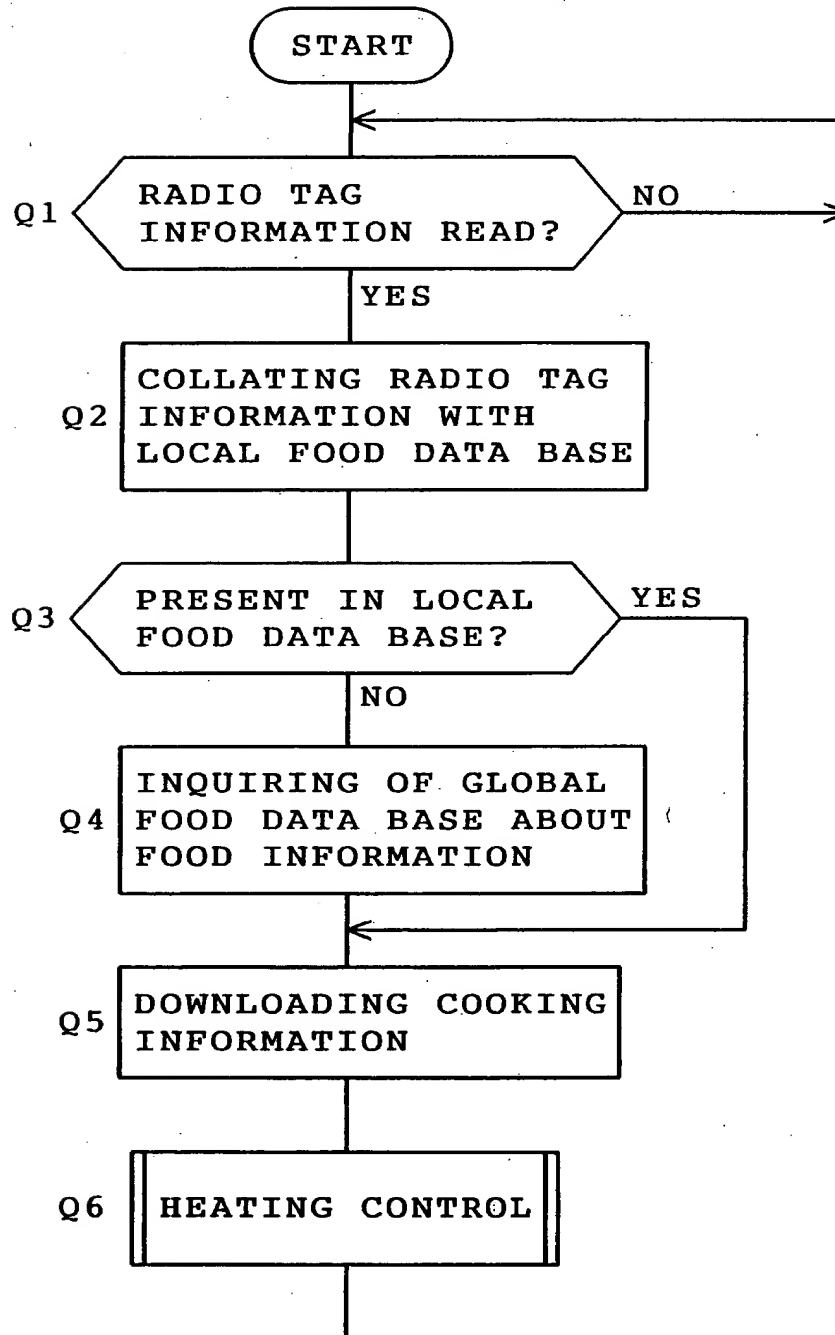 START
Q1
RADIO TAG
INFORMATION READ?
NO
YES
Q2
COLLATING RADIO TAG
INFORMATION WITH
LOCAL FOOD DATA BASE
Q3
PRESENT IN LOCAL
FOOD DATA BASE?
YES
NO
Q4
INQUIRING OF GLOBAL
FOOD DATA BASE ABOUT
FOOD INFORMATION
Q5
DOWNLOADING COOKING
INFORMATION
Q6
HEATING CONTROL